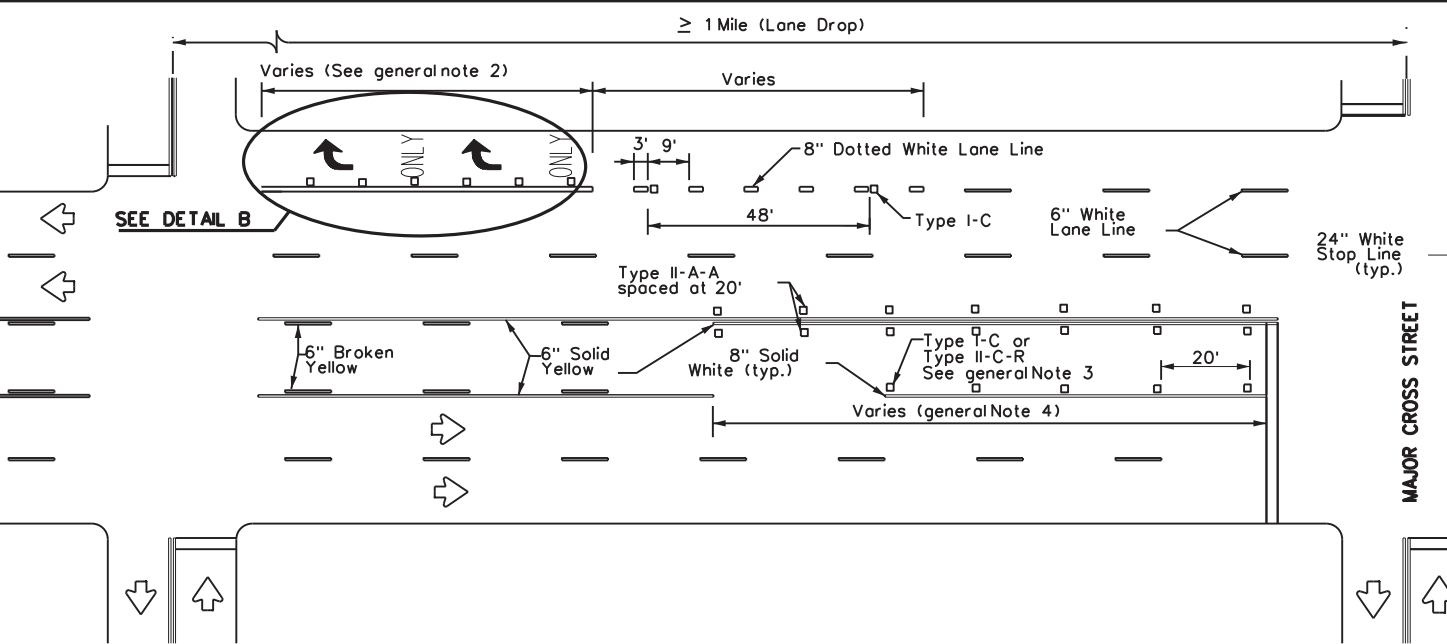 ≥ 1 Mile (Lane Drop)
Varies (See general note 2)
Varies
ONLY
ONLY
3'
9'
8" Dotted White Lane Line
SEE DETAIL B
48'
Type I-C
6" White
Lane Line
24" White
Stop Line
(typ.)
Type II-A-A
spaced at 20'
6" Broken
Yellow
6" Solid
Yellow
8" Solid
White (typ.)
Type I-C or
Type II-C-R
See general Note 3
20'
Varies (general Note 4)
MAJOR CROSS STREET